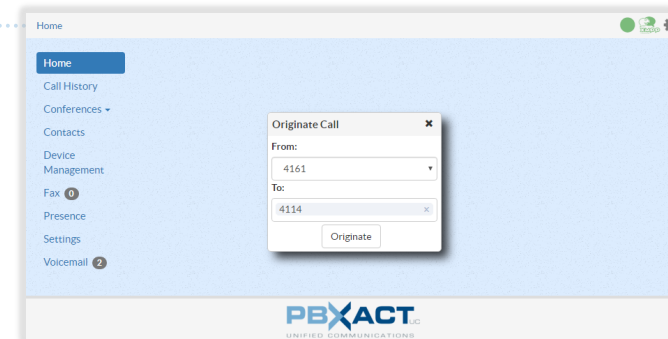 Home
Home
Call History
Conferences
Contacts
Device
Management
Fax 0
Presence
Settings
Voicemail 2
Originate Call
From:
4161
To:
4114
Originate
PBXACT UC
UNIFIED COMMUNICATIONS